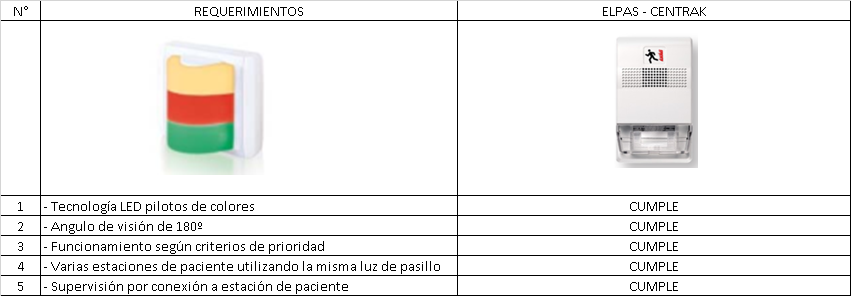 N° REQUERIMIENTOS ELPAS - CENTRAK
1 - Tecnología LED pilotos de colores CUMPLE
2 - Angulo de visión de 180º CUMPLE
3 - Funcionamiento según criterios de prioridad CUMPLE
4 - Varias estaciones de paciente utilizando la misma luz de pasillo CUMPLE
5 - Supervisión por conexión a estación de paciente CUMPLE